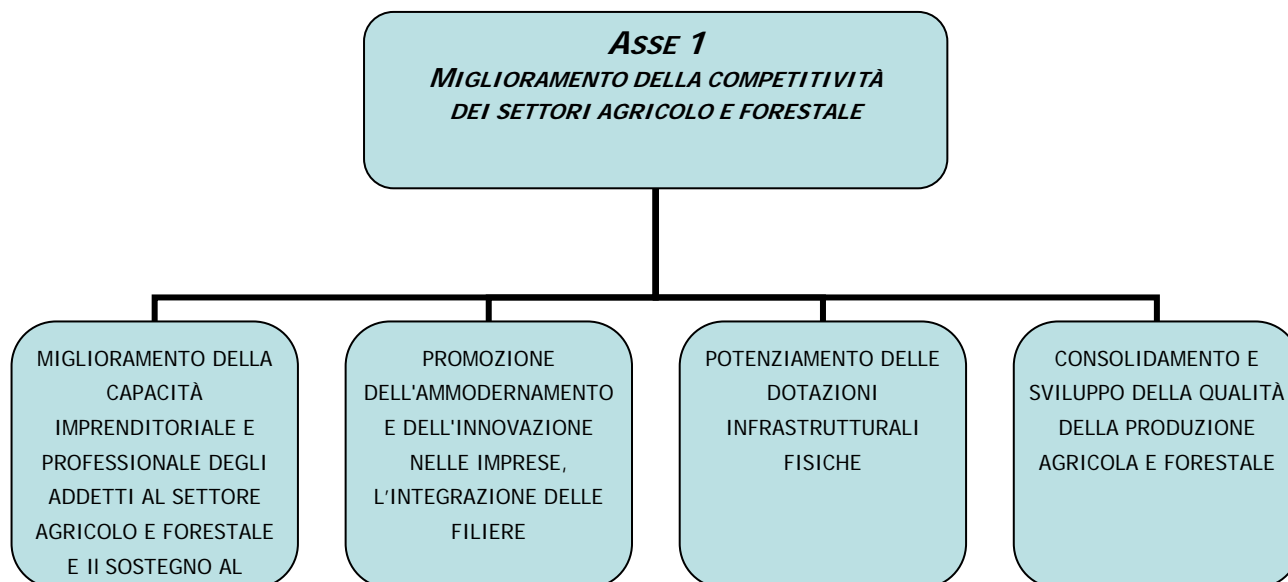 ASSE 1
MIGLIORAMENTO DELLA COMPETITIVITÀ
DEI SETTORI AGRICOLO E FORESTALE
MIGLIORAMENTO DELLA
CAPACITÀ
IMPRENDITORIALE E
PROFESSIONALE DEGLI
ADDETTI AL SETTORE
AGRICOLO E FORESTALE
E Il SOSTEGNO AL
PROMOZIONE
DELL'AMMODERNAMENTO
E DELL'INNOVAZIONE
NELLE IMPRESE,
L'INTEGRAZIONE DELLE
FILIERE
POTENZIAMENTO DELLE
DOTAZIONI
INFRASTRUTTURALI
FISICHE
CONSOLIDAMENTO E
SVILUPPO DELLA QUALITÀ
DELLA PRODUZIONE
AGRICOLA E FORESTALE